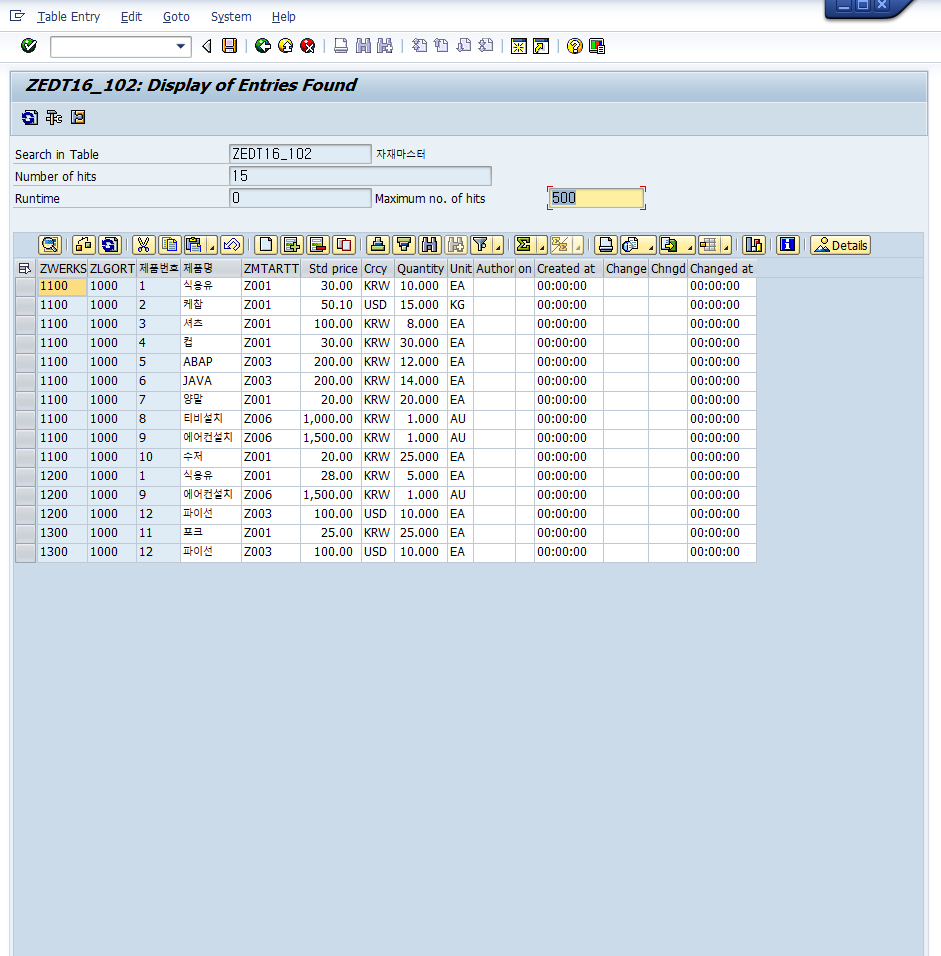 Table Entry Edit Goto System Help
ZEDT16_102: Display of Entries Found
Search in Table ZEDT16_102 자재마스터
Number of hits 15
Runtime 0 Maximum no. of hits 500
Details
ZWERKS ZLGORT 제품번호 제품명 ZMTARTT Std price Crcy Quantity Unit Author on Created at Change Chngd Changed at
1100 1000 1 식용유 Z001 30.00 KRW 10.000 EA 00:00:00 00:00:00
1100 1000 2 케찹 Z001 50.10 USD 15.000 KG 00:00:00 00:00:00
1100 1000 3 셔츠 Z001 100.00 KRW 8.000 EA 00:00:00 00:00:00
1100 1000 4 컵 Z001 30.00 KRW 30.000 EA 00:00:00 00:00:00
1100 1000 5 ABAP Z003 200.00 KRW 12.000 EA 00:00:00 00:00:00
1100 1000 6 JAVA Z003 200.00 KRW 14.000 EA 00:00:00 00:00:00
1100 1000 7 양말 Z001 20.00 KRW 20.000 EA 00:00:00 00:00:00
1100 1000 8 티비설치 Z006 1,000.00 KRW 1.000 AU 00:00:00 00:00:00
1100 1000 9 에어컨설치 Z006 1,500.00 KRW 1.000 AU 00:00:00 00:00:00
1100 1000 10 수저 Z001 20.00 KRW 25.000 EA 00:00:00 00:00:00
1200 1000 1 식용유 Z001 28.00 KRW 5.000 EA 00:00:00 00:00:00
1200 1000 9 에어컨설치 Z006 1,500.00 KRW 1.000 AU 00:00:00 00:00:00
1200 1000 12 파이선 Z003 100.00 USD 10.000 EA 00:00:00 00:00:00
1300 1000 11 포크 Z001 25.00 KRW 25.000 EA 00:00:00 00:00:00
1300 1000 12 파이선 Z003 100.00 USD 10.000 EA 00:00:00 00:00:00